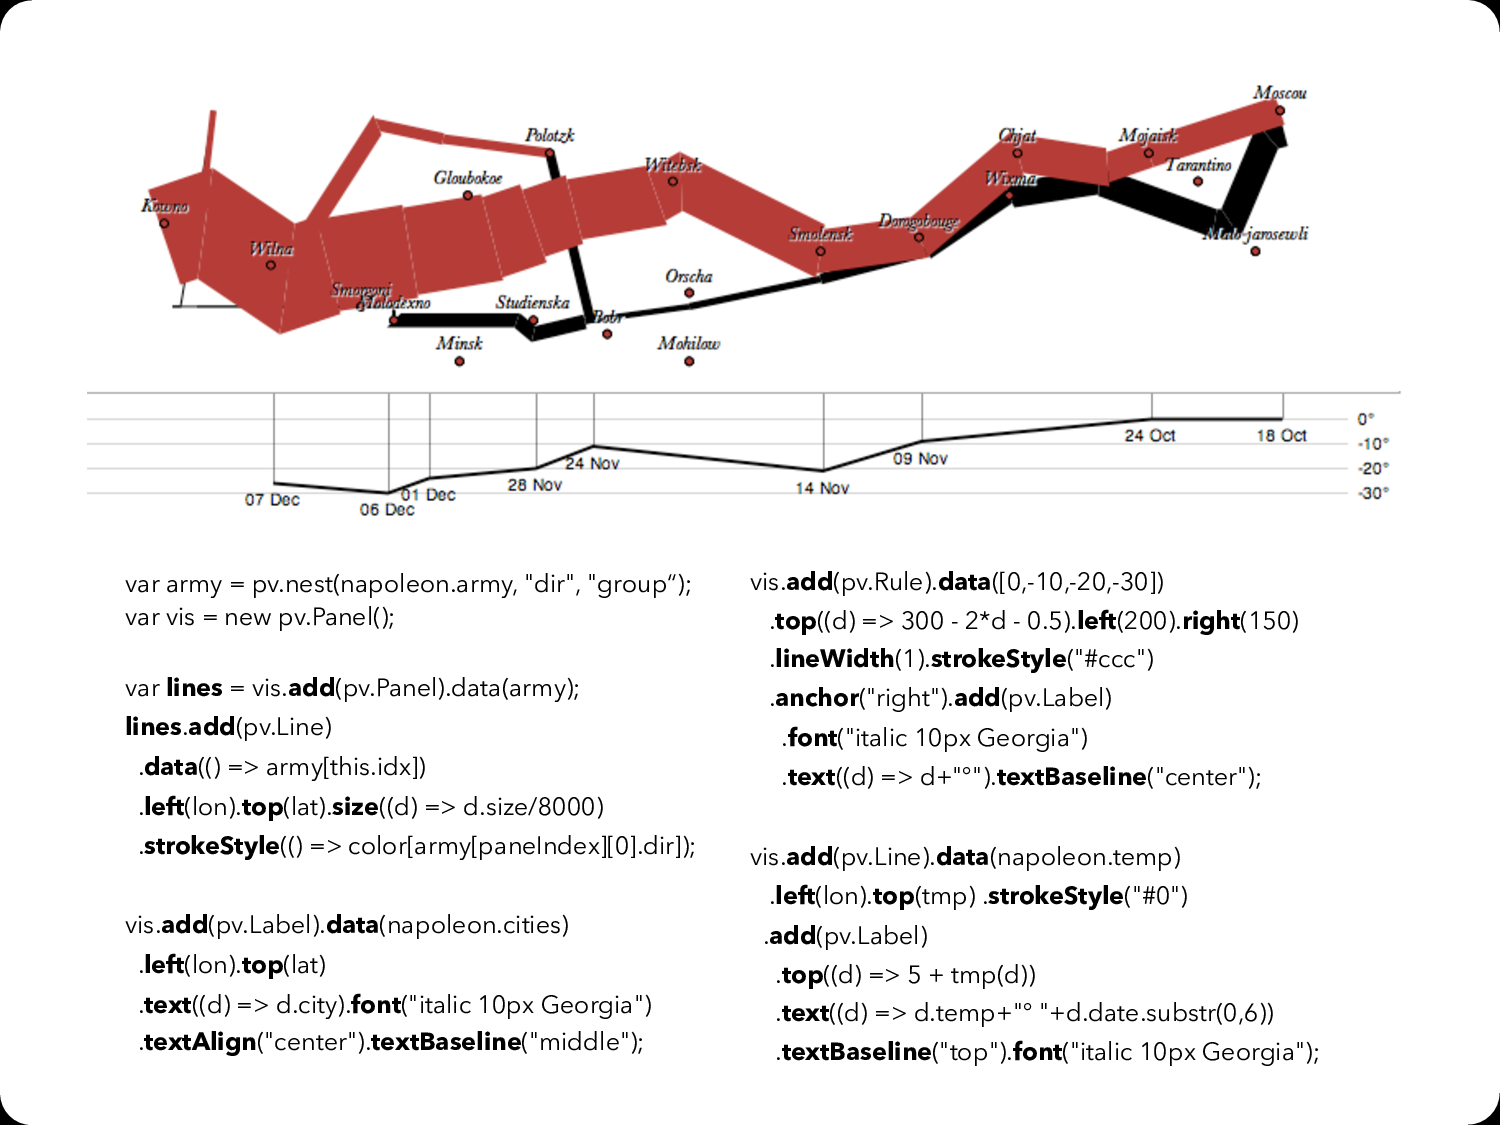 Moscou
Polotzk
Chjat
Mojaisk
Tarantino
Witebsk
Gloubokoe
Wixma
Kowno
Dorogobouge
Smolensk
Malo-jarosewli
Wilna
Orscha
Smorgoni
Molodexno
Studienska
Bobr
Minsk
Mohilow
0°
24 Oct
18 Oct
-10°
09 Nov
24 Nov
-20°
28 Nov
14 Nov
-30°
07 Dec
01 Dec
06 Dec
var army = pv.nest(napoleon.army, "dir", "group“);
var vis = new pv.Panel();
var lines = vis.add(pv.Panel).data(army);
lines.add(pv.Line)
.data(() => army[this.idx])
.left(lon).top(lat).size((d) => d.size/8000)
.strokeStyle(() => color[army[paneIndex][0].dir]);
vis.add(pv.Label).data(napoleon.cities)
.left(lon).top(lat)
.text((d) => d.city).font("italic 10px Georgia")
.textAlign("center").textBaseline("middle");
vis.add(pv.Rule).data([0,-10,-20,-30])
.top((d) => 300 - 2*d - 0.5).left(200).right(150)
.lineWidth(1).strokeStyle("#ccc")
.anchor("right").add(pv.Label)
.font("italic 10px Georgia")
.text((d) => d+"°").textBaseline("center");
vis.add(pv.Line).data(napoleon.temp)
.left(lon).top(tmp) .strokeStyle("#0")
.add(pv.Label)
.top((d) => 5 + tmp(d))
.text((d) => d.temp+"° "+d.date.substr(0,6))
.textBaseline("top").font("italic 10px Georgia");